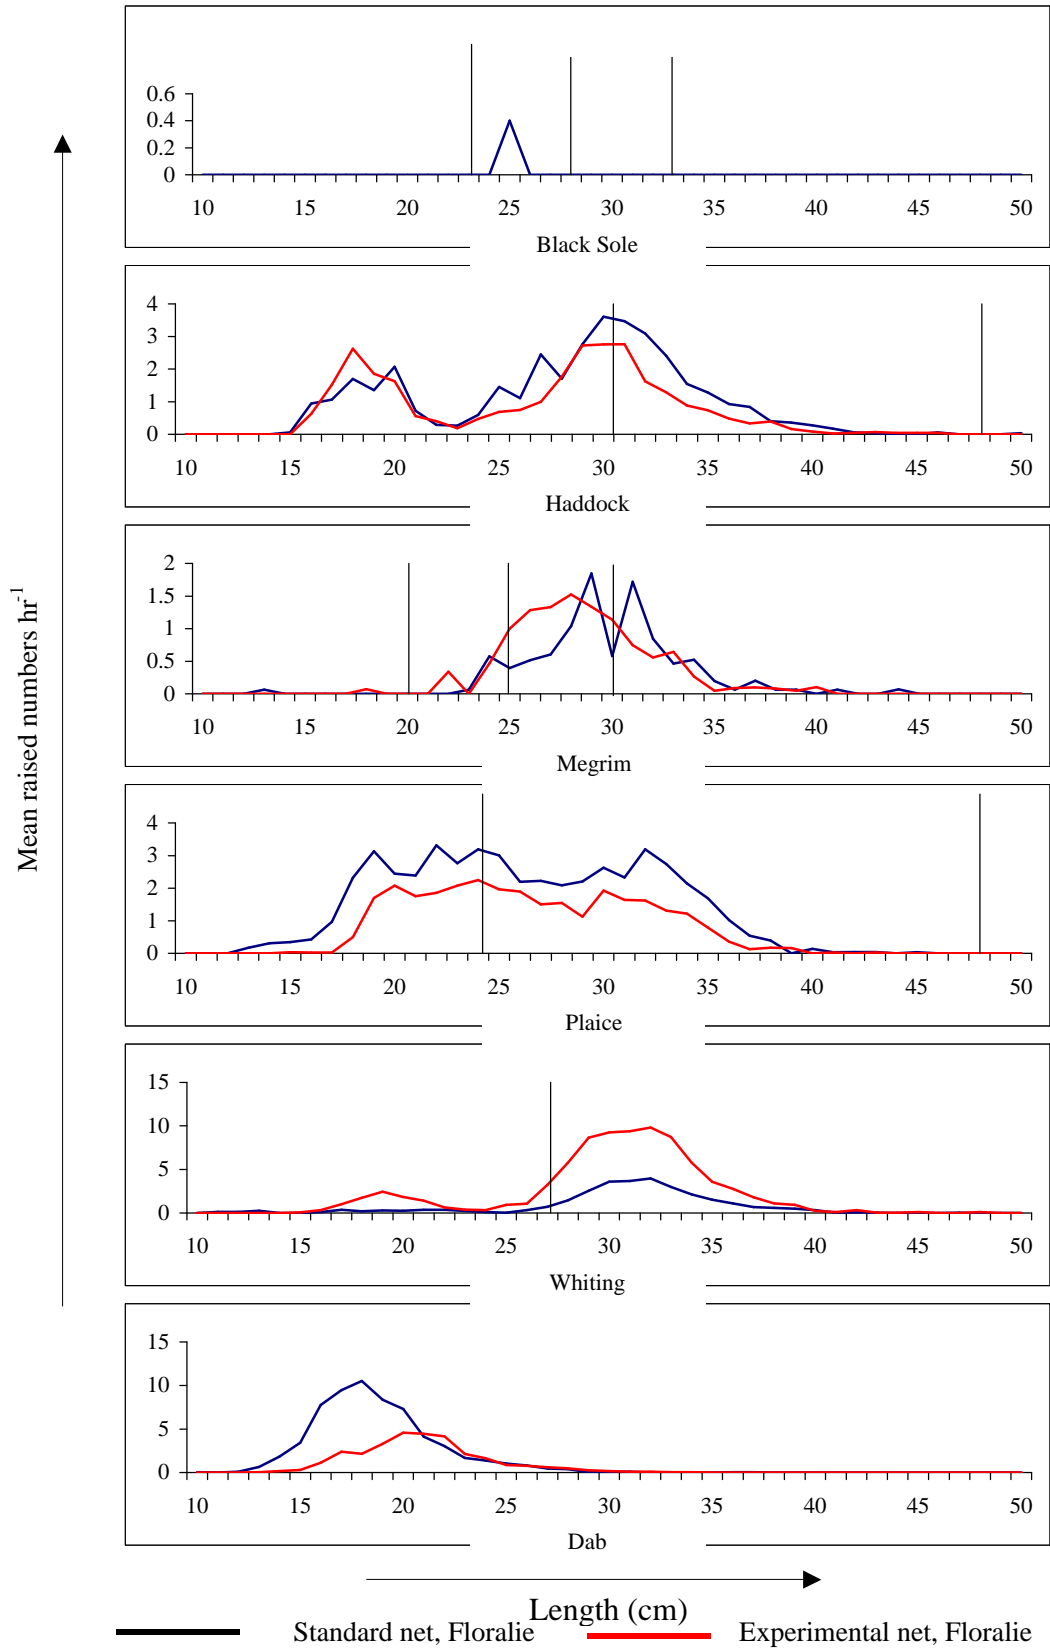 Mean raised numbers hr-1
0.6
0.4
0.2
0
10 15 20 25 30 35 40 45 50
Black Sole
4
3
2
1
0
10 15 20 25 30 35 40 45 50
Haddock
2
1.5
1
0.5
0
10 15 20 25 30 35 40 45 50
Megrim
4
3
2
1
0
10 15 20 25 30 35 40 45 50
Plaice
15
10
5
0
10 15 20 25 30 35 40 45 50
Whiting
15
10
5
0
10 15 20 25 30 35 40 45 50
Dab
Length (cm)
Standard net, Floralie Experimental net, Floralie